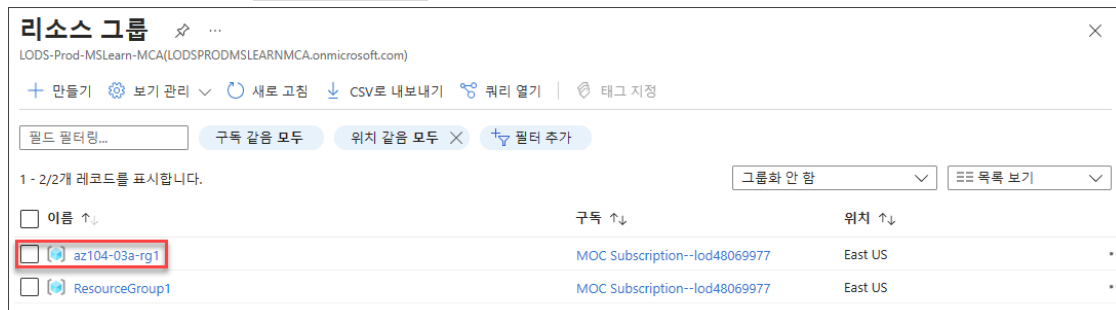 리소스 그룹
LODS-Prod-MSLearn-MCA(LODSPRODMSLEARNMCA.onmicrosoft.com)
만들기 보기 관리 새로 고침 CSV로 내보내기 쿼리 열기 태그 지정
필드 필터링... 구독 같음 모두 위치 같음 모두 필터 추가
1 - 2/2개 레코드를 표시합니다. 그룹화 안 함 목록 보기
이름 구독 위치
az104-03a-rg1 MOC Subscription--lod48069977 East US
ResourceGroup1 MOC Subscription--lod48069977 East US